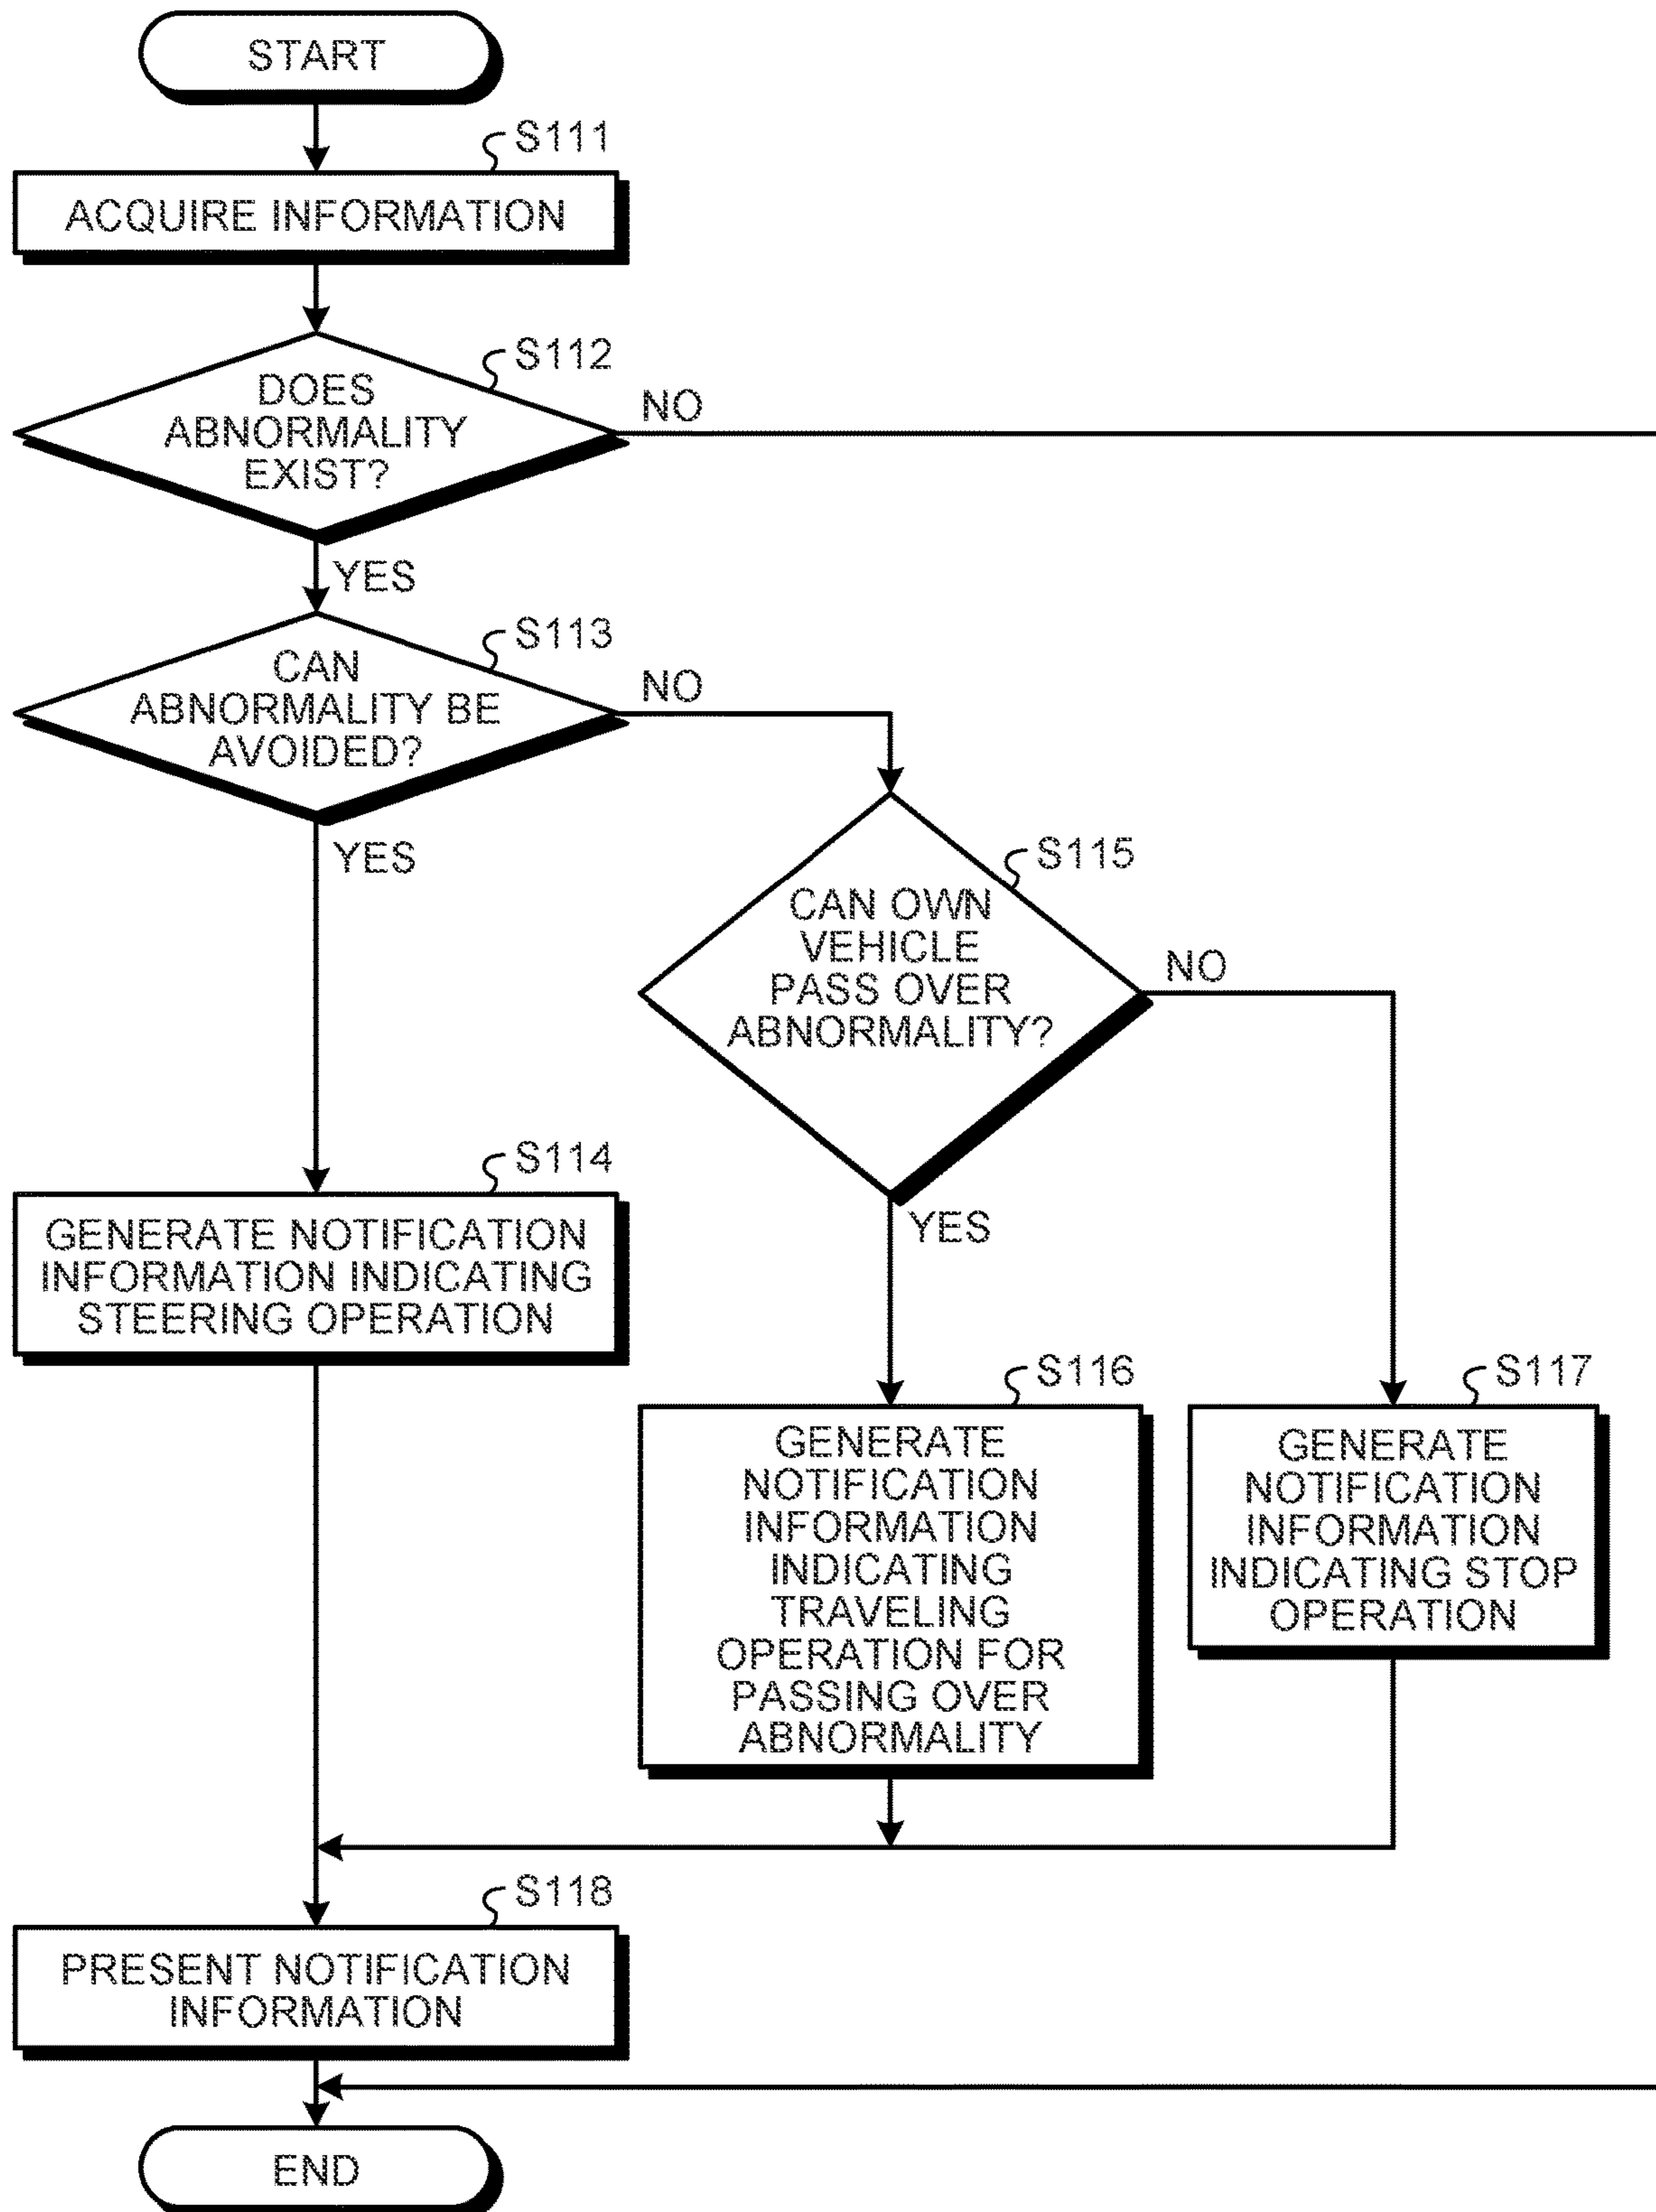 START
S111
ACQUIRE INFORMATION
S112
DOES
ABNORMALITY
EXIST?
NO
YES
S113
CAN
ABNORMALITY BE
AVOIDED?
NO
YES
S115
CAN OWN
VEHICLE
PASS OVER
ABNORMALITY?
NO
YES
S114
GENERATE NOTIFICATION
INFORMATION INDICATING
STEERING OPERATION
S116
GENERATE
NOTIFICATION
INFORMATION
INDICATING
TRAVELING
OPERATION FOR
PASSING OVER
ABNORMALITY
S117
GENERATE
NOTIFICATION
INFORMATION
INDICATING STOP
OPERATION
S118
PRESENT NOTIFICATION
INFORMATION
END